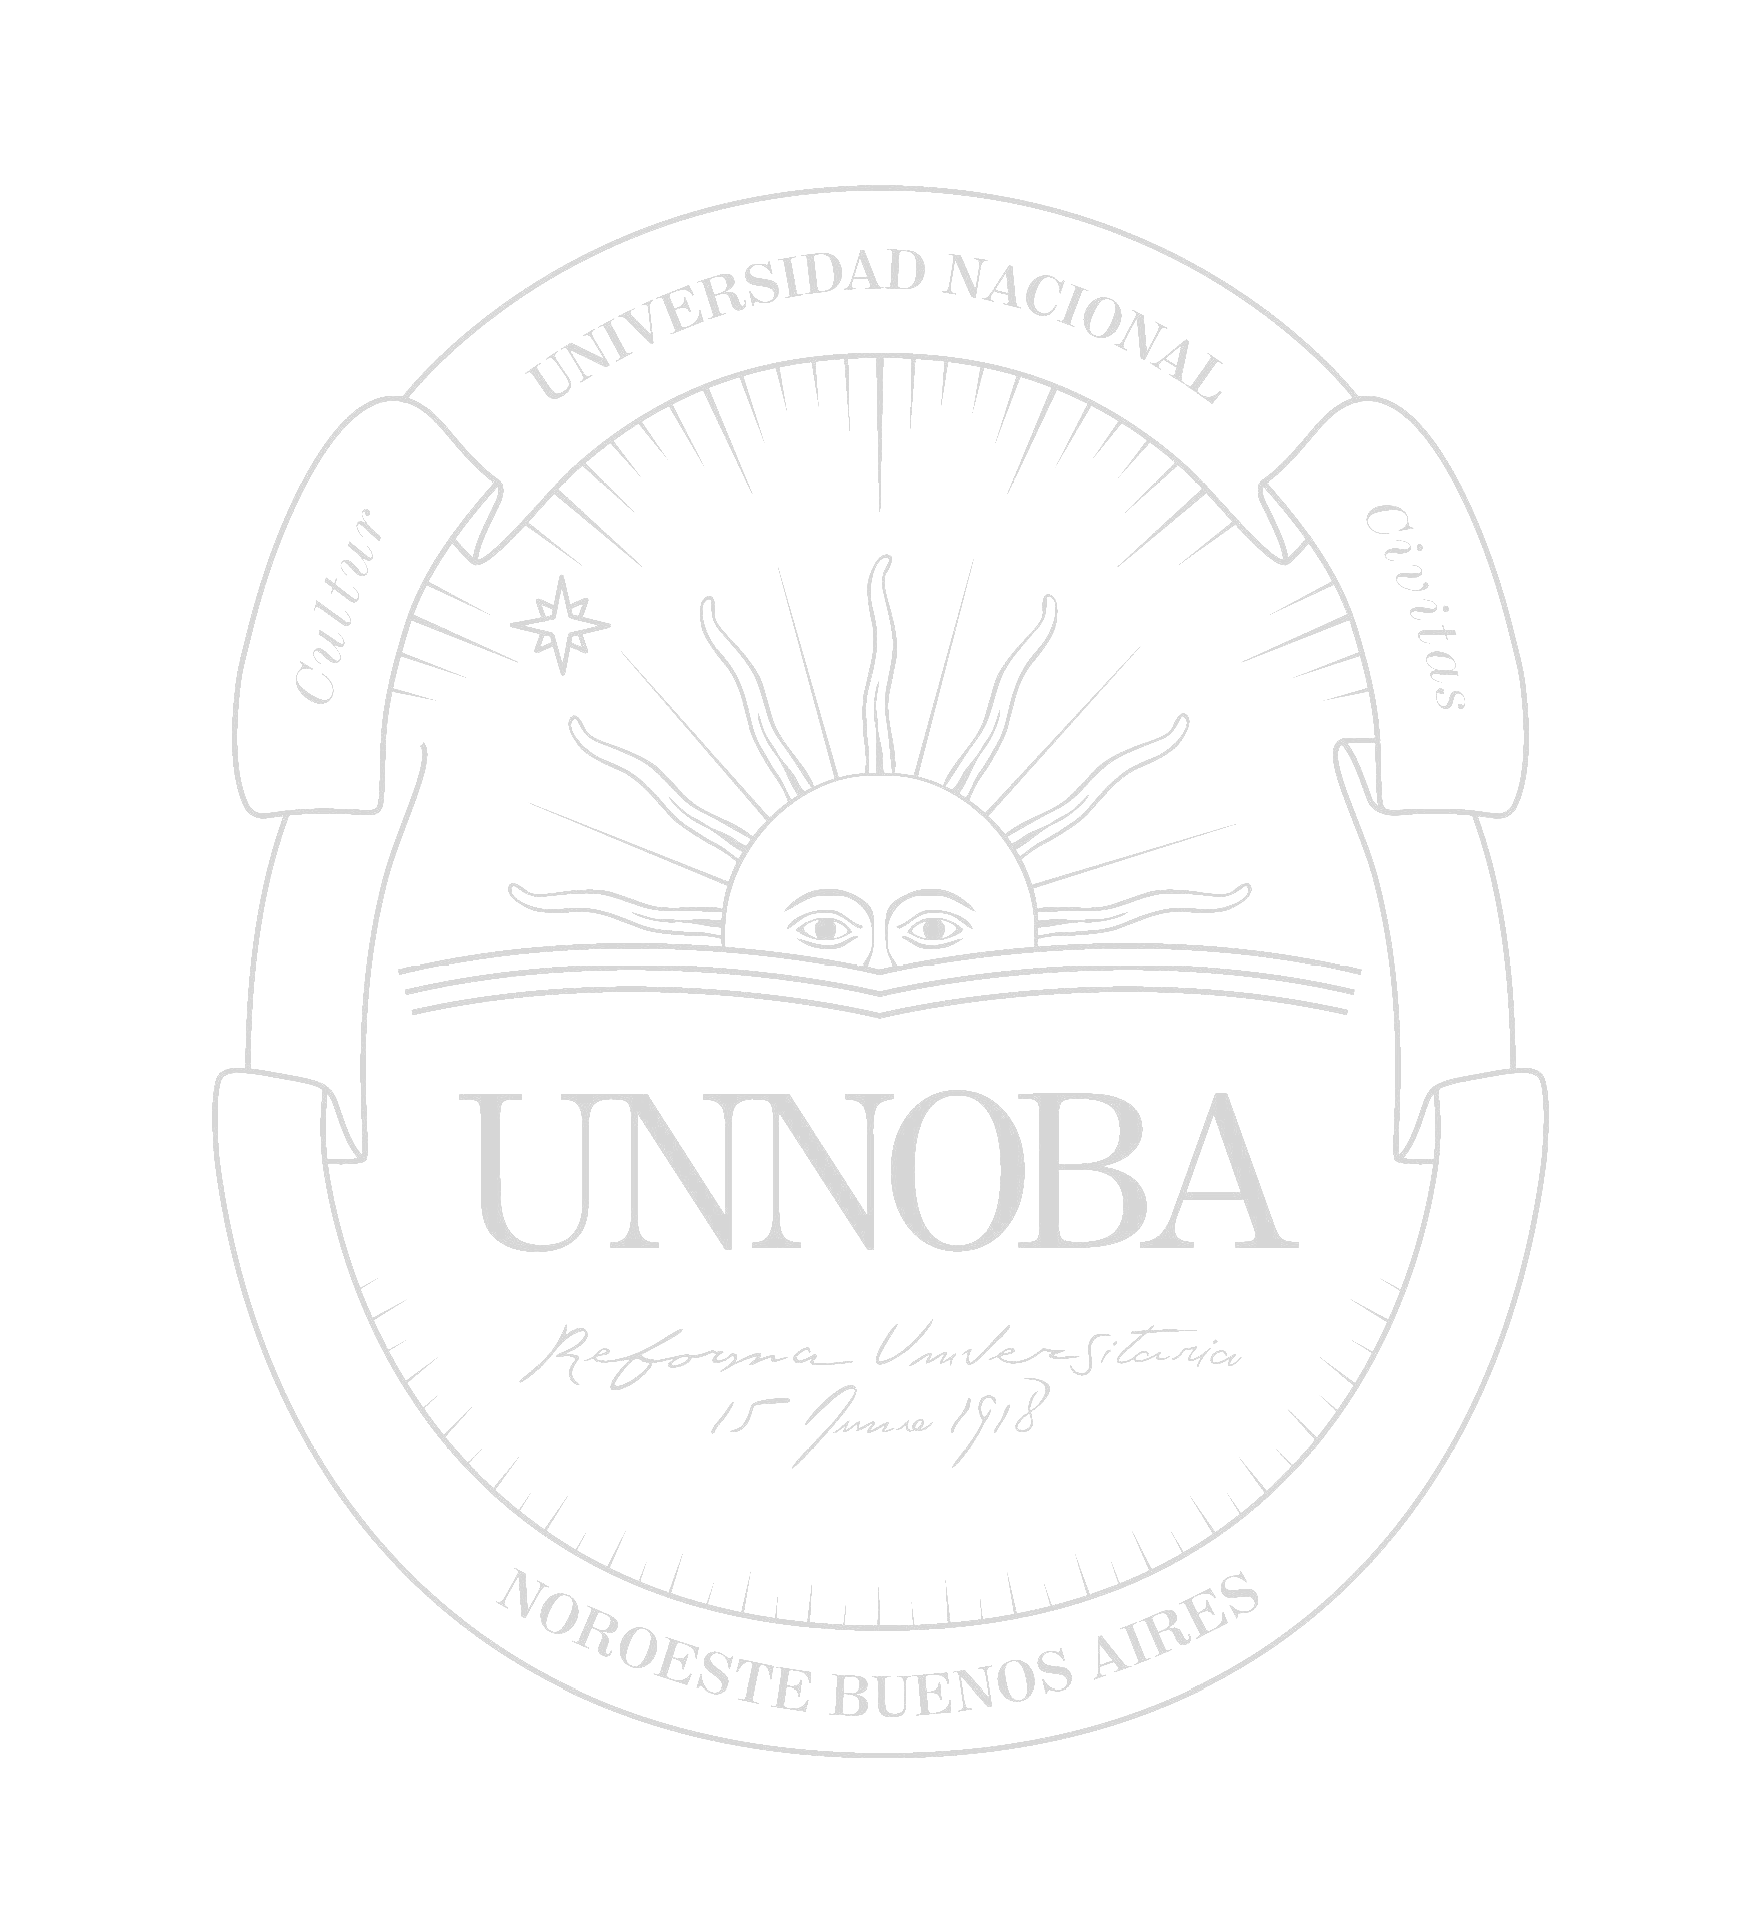 UNIVERSIDAD NACIONAL
Cultur
Civitas
UNNOBA
Reforma Universitaria
15 Junio 1918
NOROESTE BUENOS AIRES